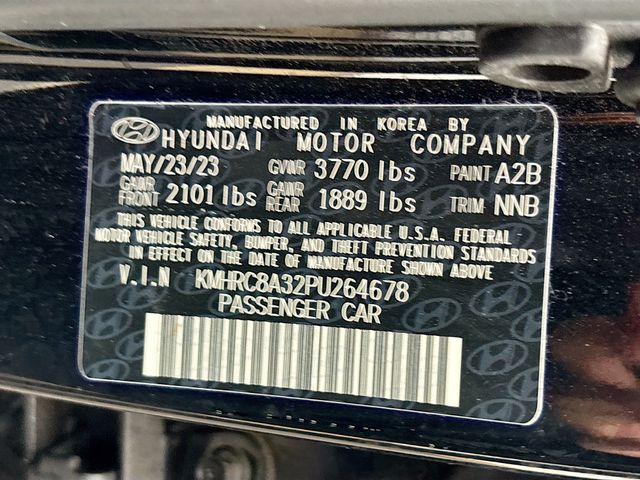 MANUFACTURED IN KOREA BY
HYUNDAI MOTOR COMPANY
MAY/23/23 GVWR 3770 lbs PAINT A2B
GAWR FRONT 2101 lbs GAWR REAR 1889 lbs TRIM NNB
THIS VEHICLE CONFORMS TO ALL APPLICABLE U.S.A. FEDERAL
MOTOR VEHICLE SAFETY, BUMPER, AND THEFT PREVENTION STANDARDS
IN EFFECT ON THE DATE OF MANUFACTURE SHOWN ABOVE
V.I.N KMHRC8A32PU264678
PASSENGER CAR